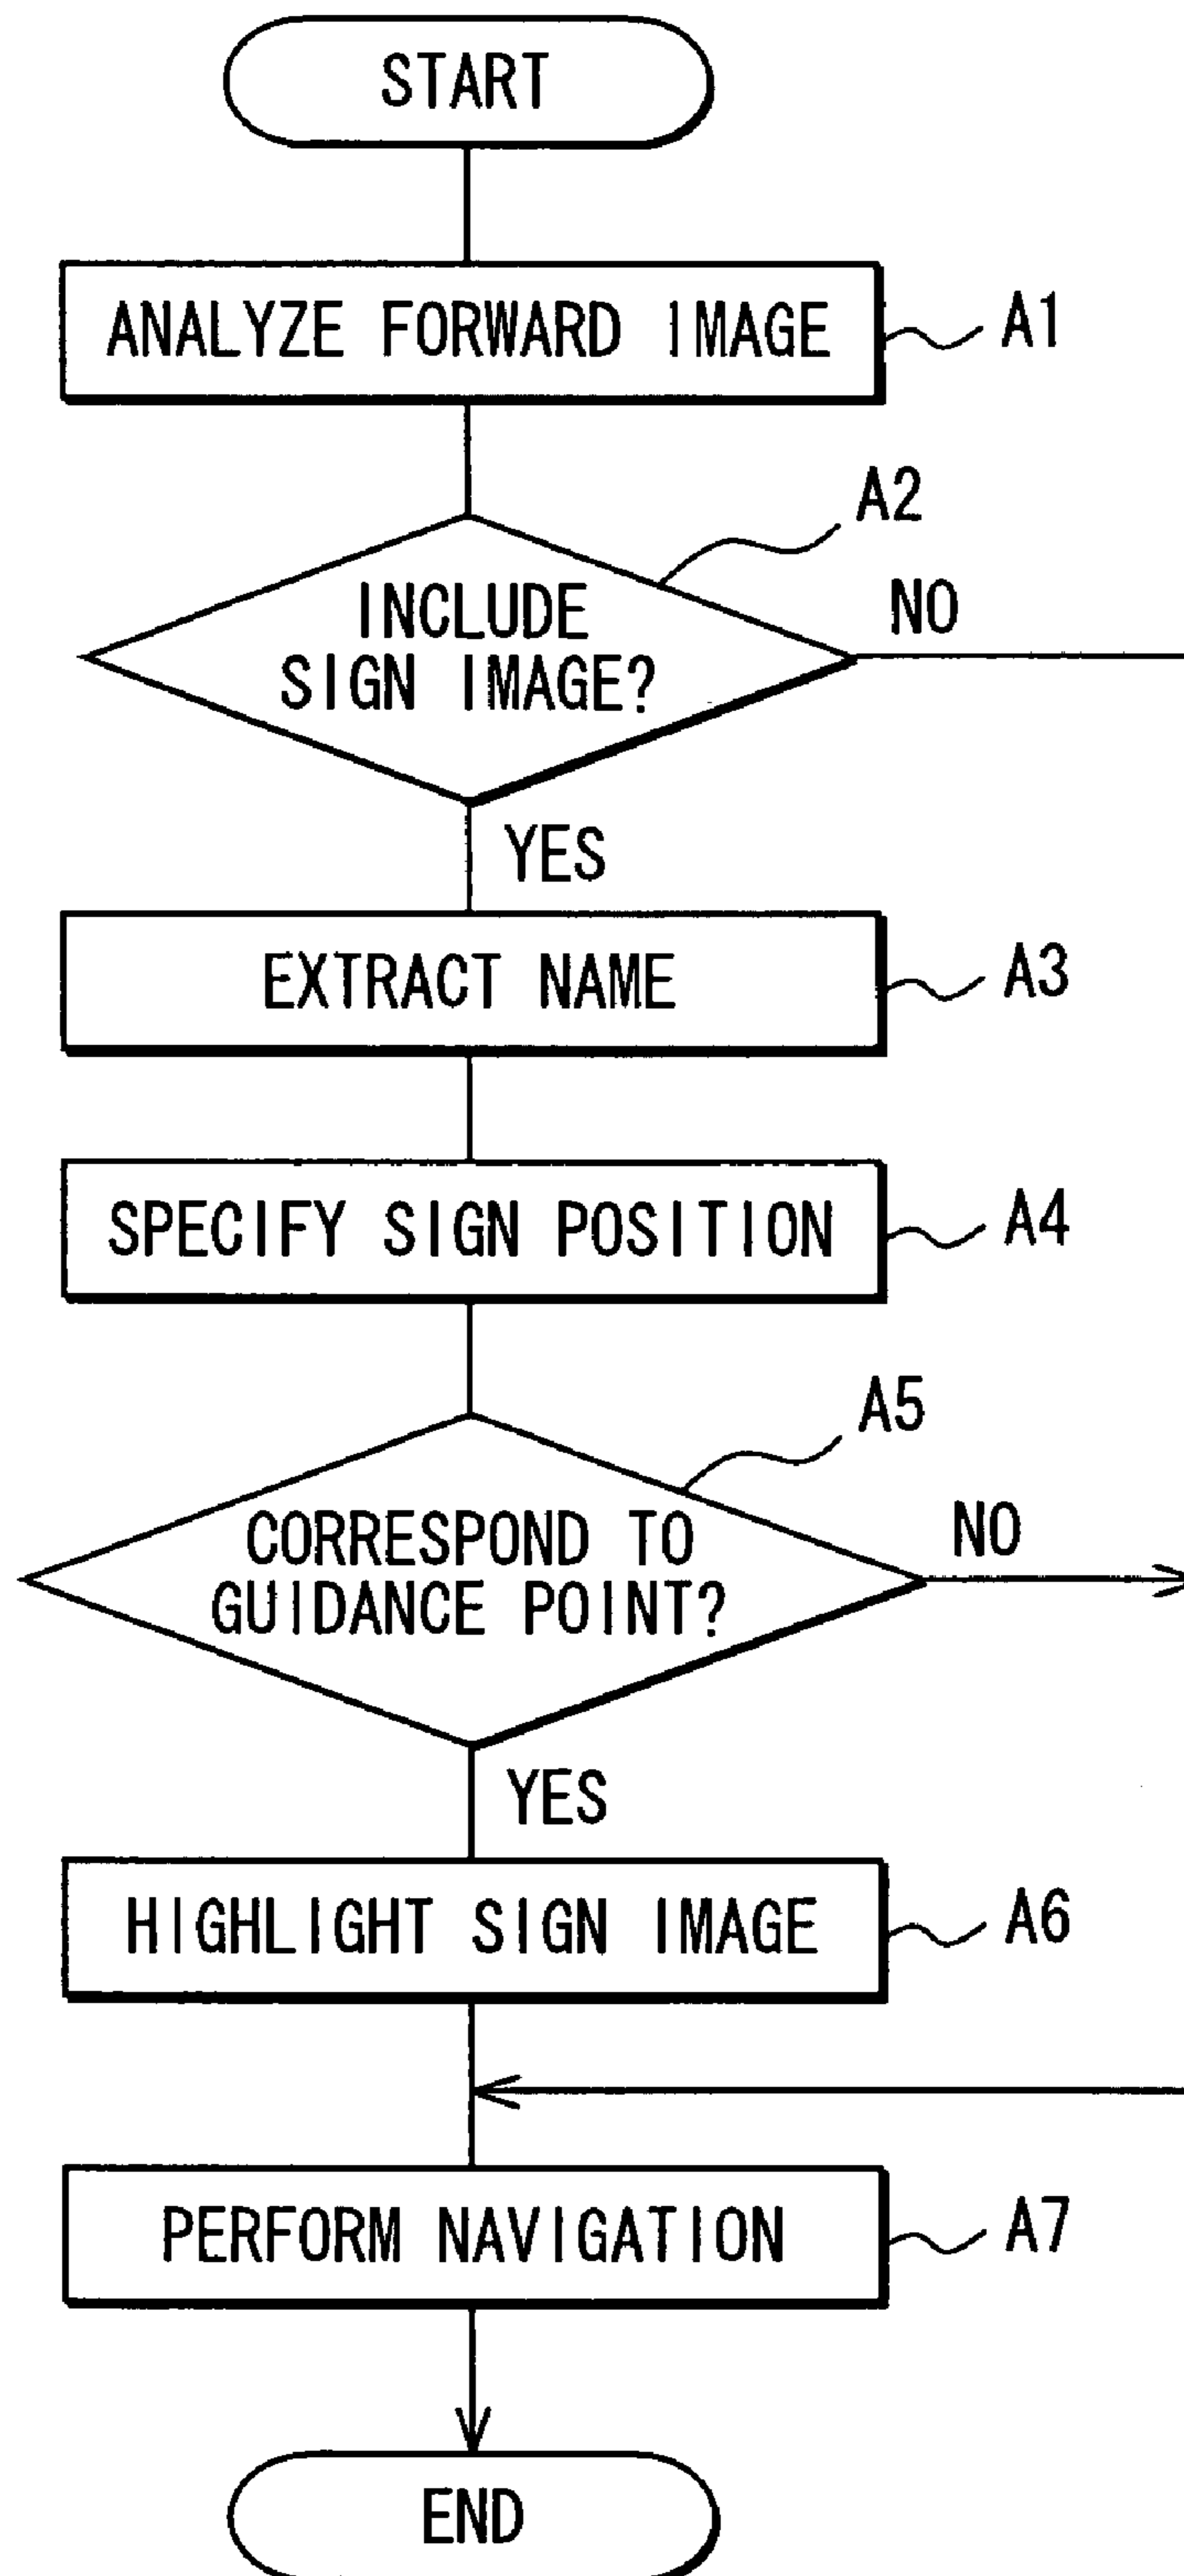 START
ANALYZE FORWARD IMAGE
A1
A2
INCLUDE
SIGN IMAGE?
NO
YES
EXTRACT NAME
A3
SPECIFY SIGN POSITION
A4
A5
CORRESPOND TO
GUIDANCE POINT?
NO
YES
HIGHLIGHT SIGN IMAGE
A6
PERFORM NAVIGATION
A7
END